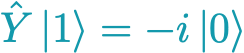 Ŷ |1⟩ = −i |0⟩